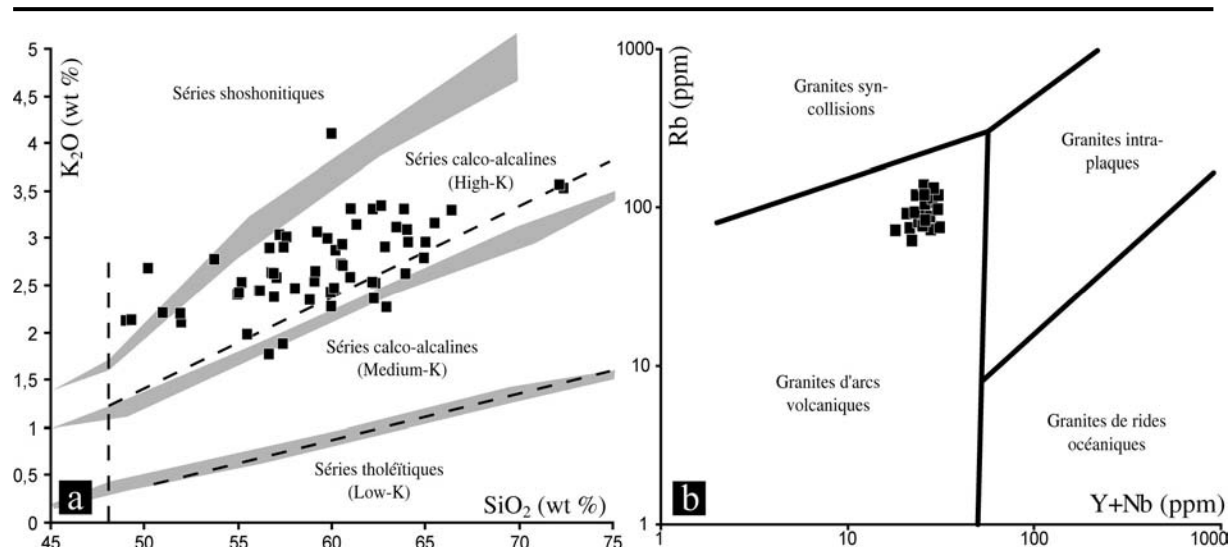 5
4,5
4
3,5
3
2,5
2
1,5
1
0,5
0
K₂O (wt %)
Séries shoshonitiques
Séries calco-alcalines
(High-K)
Séries calco-alcalines
(Medium-K)
Séries tholéïtiques
(Low-K)
a
SiO₂ (wt %)
45 50 55 60 65 70 75
1000
100
10
1
Rb (ppm)
Granites syn-
collisions
Granites intra-
plaques
Granites d'arcs
volcaniques
Granites de rides
océaniques
b
Y+Nb (ppm)
1 10 100 1000